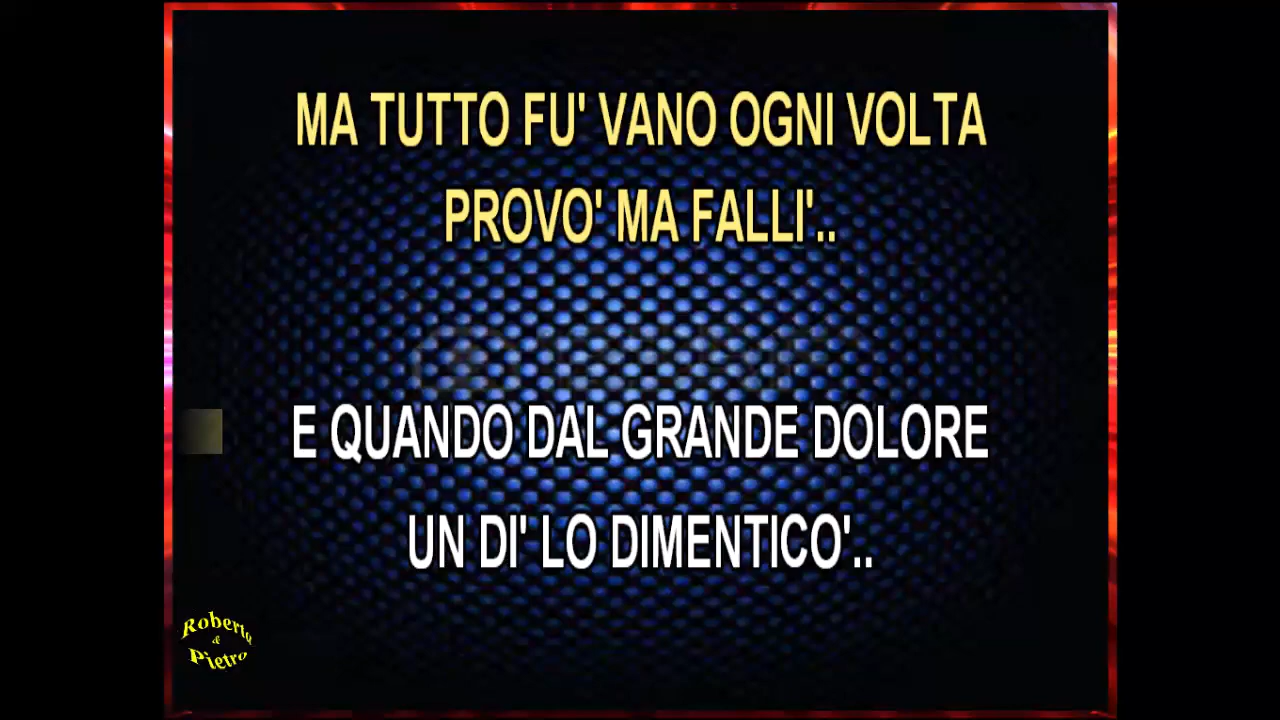 MA TUTTO FU' VANO OGNI VOLTA
PROVO' MA FALLI'..
E QUANDO DAL GRANDE DOLORE
UN DI' LO DIMENTICO'..
Roberto
&
Pietro